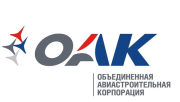 ОАК
ОБЪЕДИНЕННАЯ
АВИАСТРОИТЕЛЬНАЯ
КОРПОРАЦИЯ